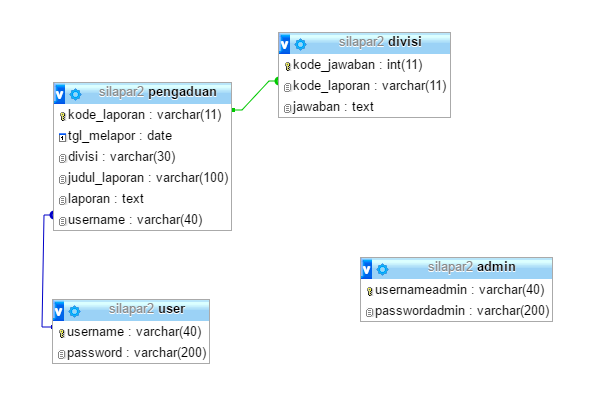 silapar2 divisi
kode_jawaban : int(11)
kode_laporan : varchar(11)
jawaban : text
silapar2 pengaduan
kode_laporan : varchar(11)
tgl_melapor : date
divisi : varchar(30)
judul_laporan : varchar(100)
laporan : text
username : varchar(40)
silapar2 admin
usernameadmin : varchar(40)
passwordadmin : varchar(200)
silapar2 user
username : varchar(40)
password : varchar(200)